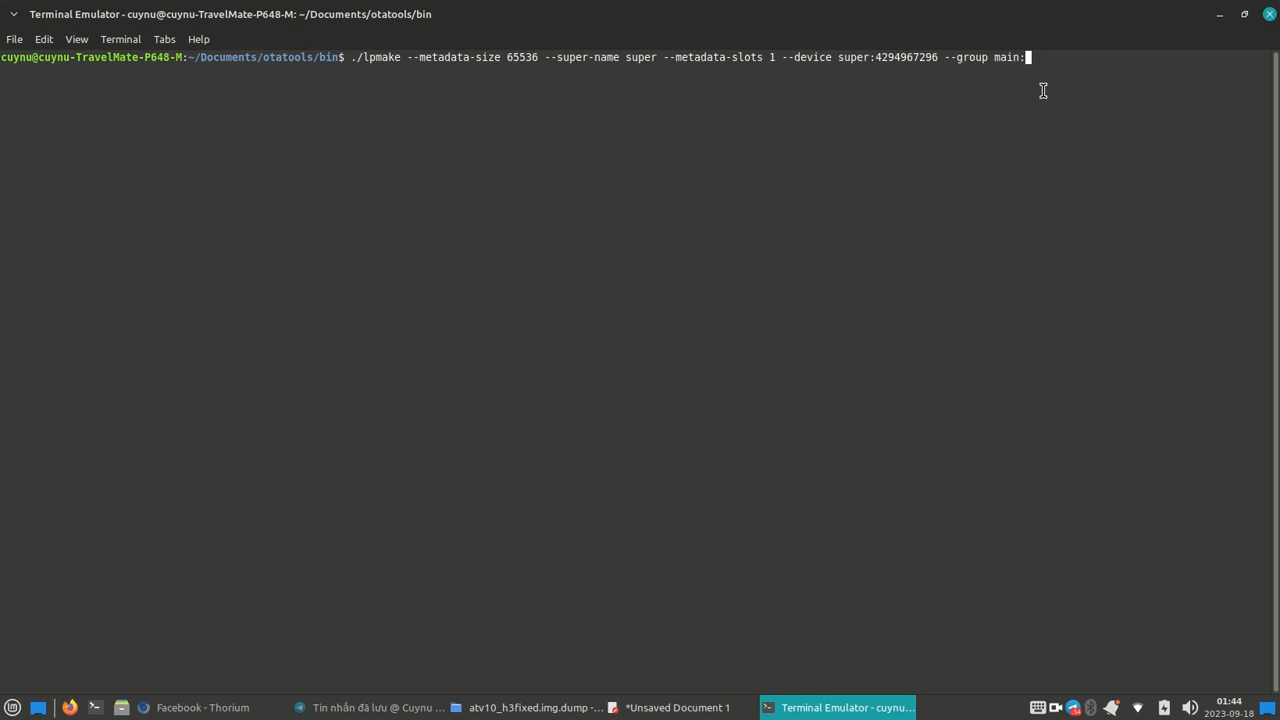 Terminal Emulator - cuynu@cuynu-TravelMate-P648-M: ~/Documents/otatools/bin
File Edit View Terminal Tabs Help
cuynu@cuynu-TravelMate-P648-M:~/Documents/otatools/bin$ ./lpmake --metadata-size 65536 --super-name super --metadata-slots 1 --device super:4294967296 --group main:
Facebook - Thorium Tin nhắn đã lưu @ Cuynu ... atv10_h3fixed.img.dump -... *Unsaved Document 1 Terminal Emulator - cuynu... 01:44
2023-09-18